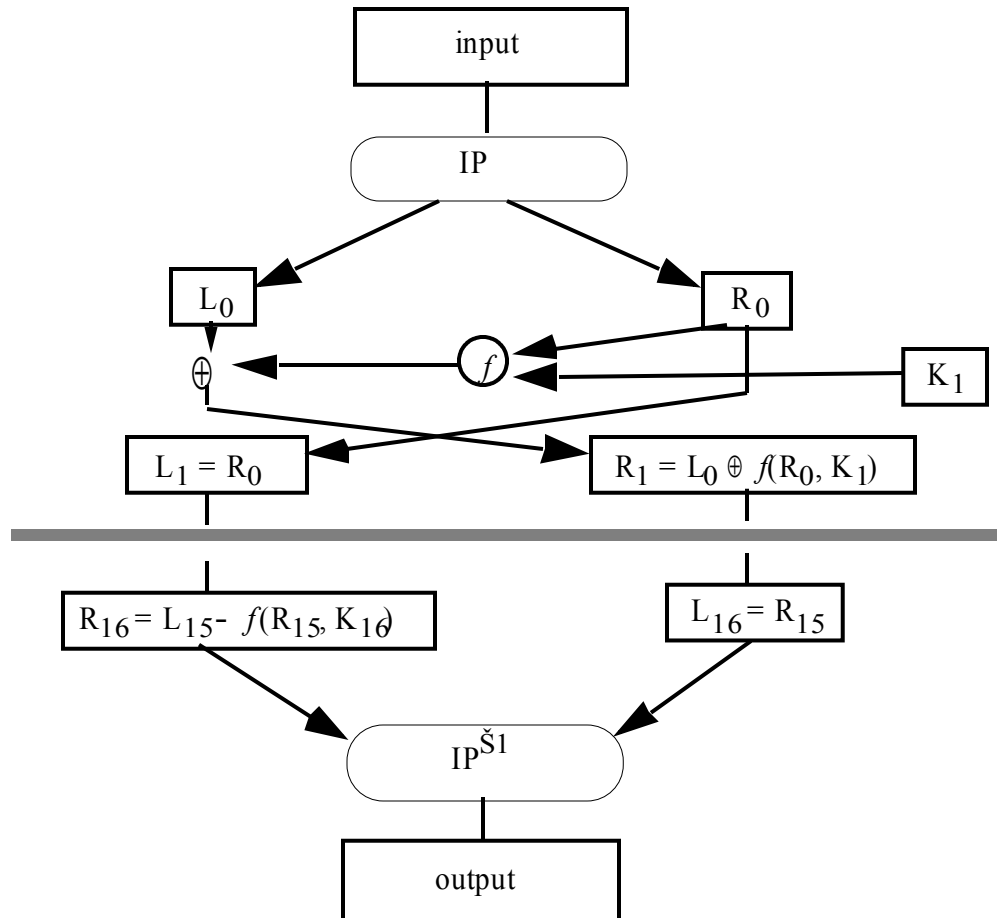 input
IP
L0
R0
⊕
f
K1
L1 = R0
R1 = L0 ⊕ f(R0, K1)
R16 = L15- f(R15, K16)
L16 = R15
IPŠ1
output